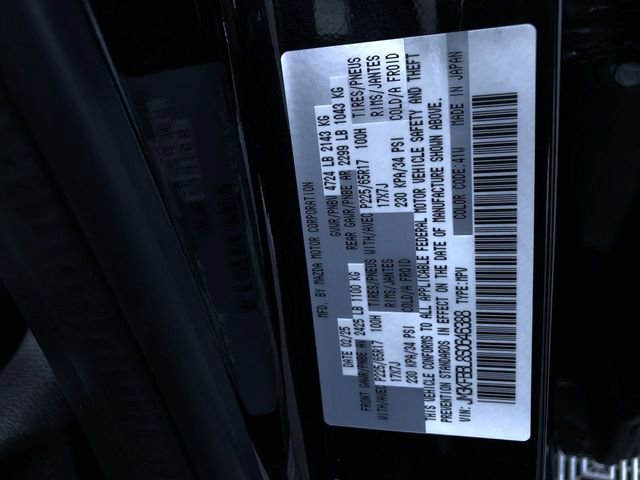 MFD. BY MAZDA MOTOR CORPORATION
DATE 02/25 GVWR/PNBV 4724 LB 2143 KG
FRONT GAWR/PNBE AV 2425 LB 1100 KG REAR GAWR/PNBE AR 2299 LB 1043 KG
WITH/AVEC P225/65R17 100H TIRES/PNEUS WITH/AVEC P225/65R17 100H TIRES/PNEUS
17X7J RIMS/JANTES 17X7J RIMS/JANTES
230 KPA/34 PSI COLD/A FROID 230 KPA/34 PSI COLD/A FROID
THIS VEHICLE CONFORMS TO ALL APPLICABLE FEDERAL MOTOR VEHICLE SAFETY AND THEFT
PREVENTION STANDARDS IN EFFECT ON THE DATE OF MANUFACTURE SHOWN ABOVE.
VIN: TYPE:MPV COLOR CODE:41W MADE IN JAPAN